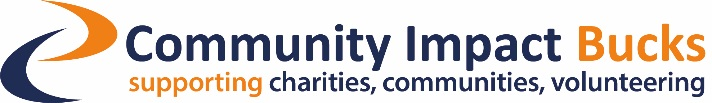 Community Impact Bucks
supporting charities, communities, volunteering